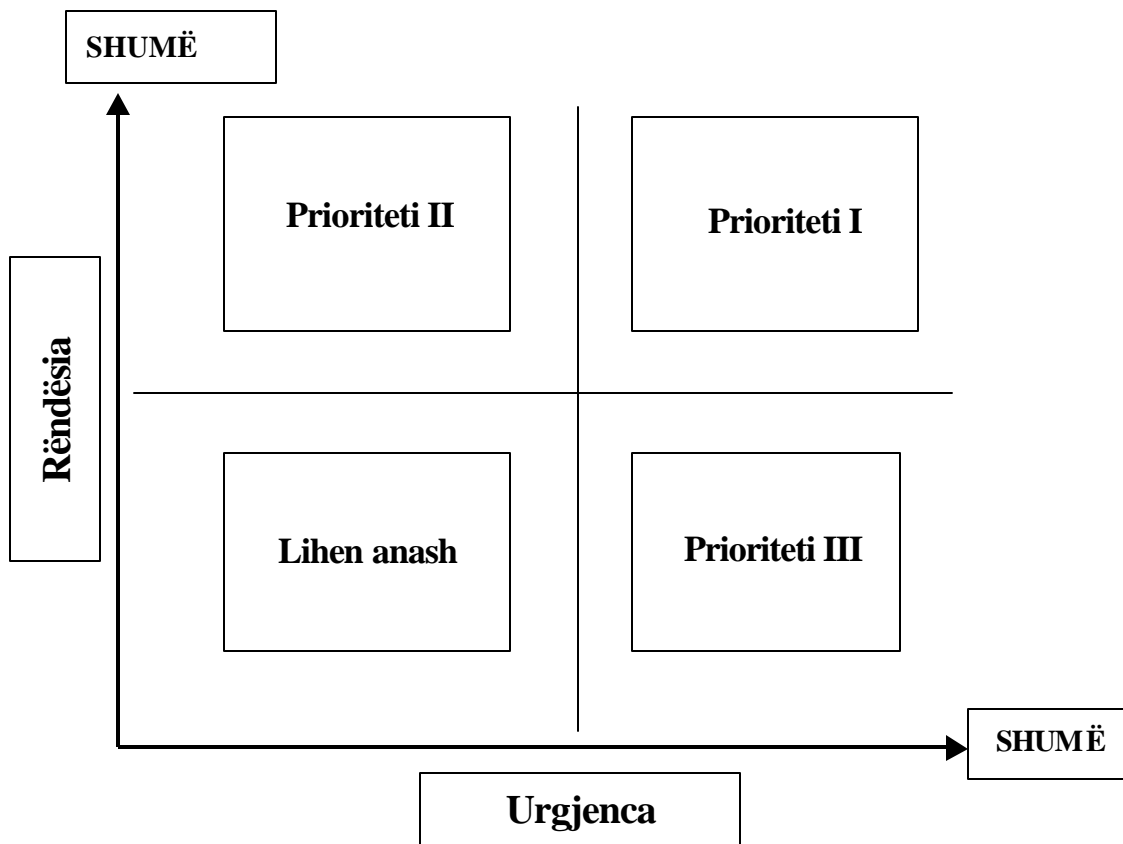 SHUMË
Prioriteti II
Prioriteti I
Rëndësia
Lihen anash
Prioriteti III
SHUMË
Urgjenca